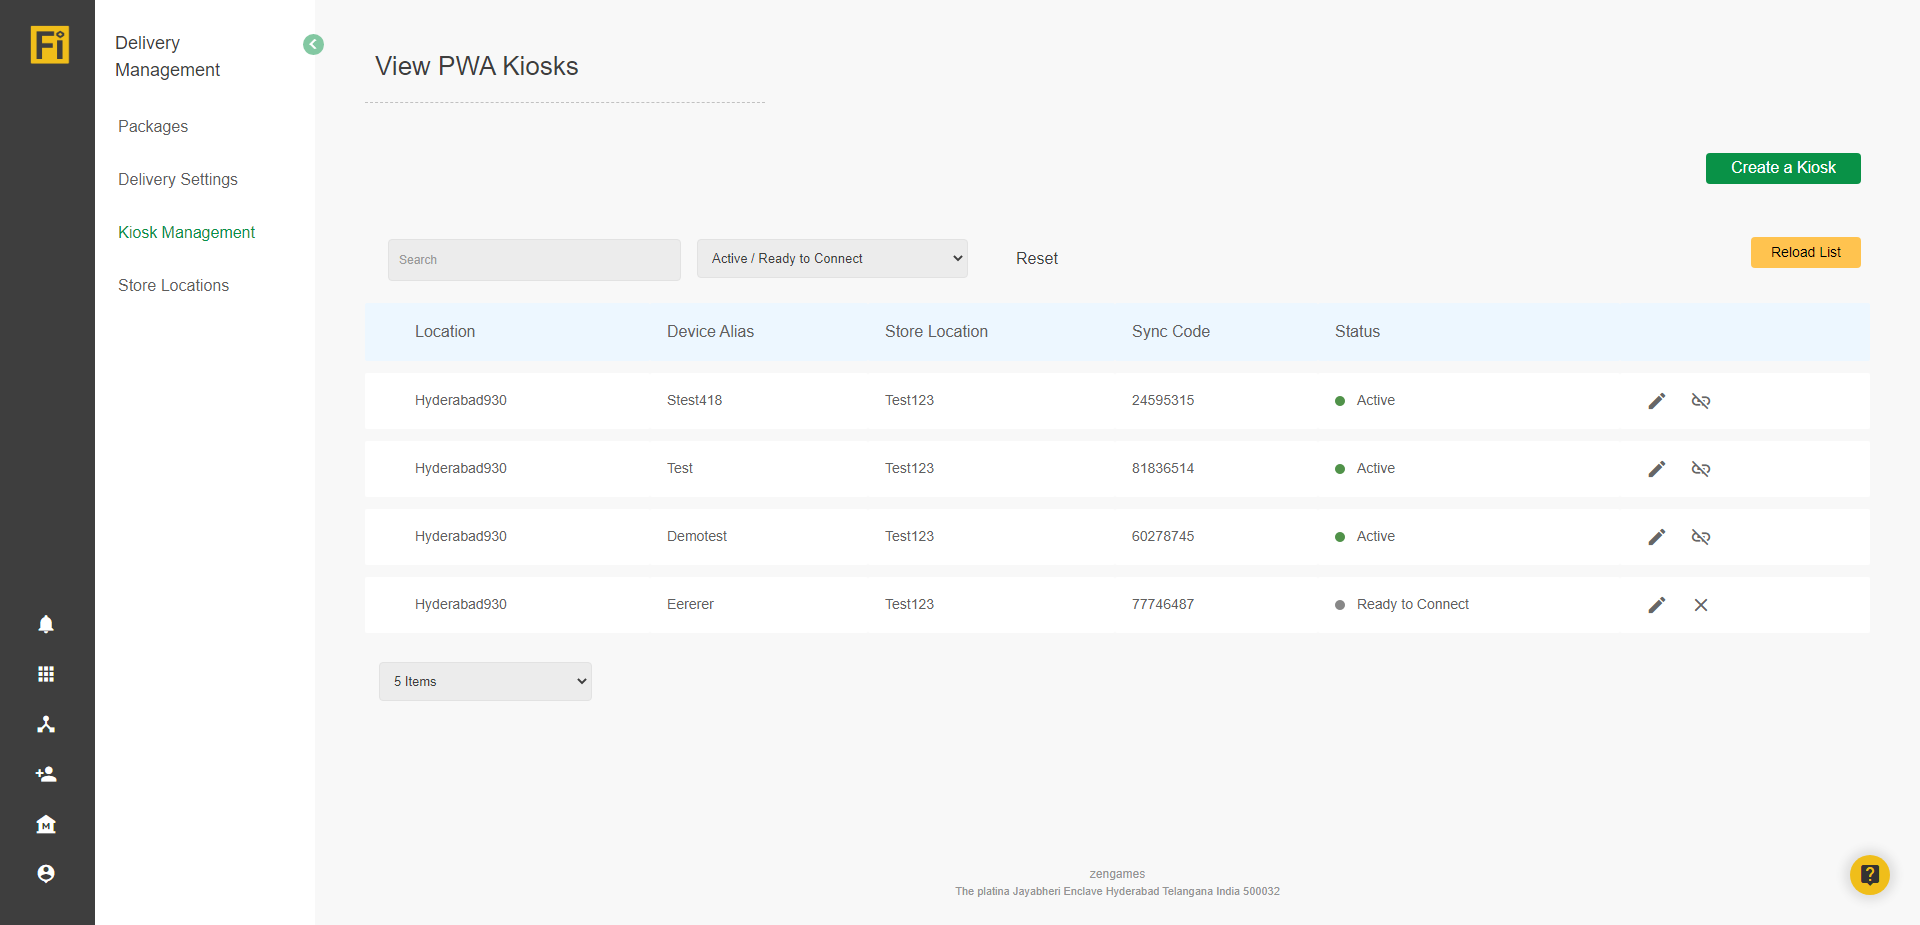 Fi
Delivery
Management
Packages
Delivery Settings
Kiosk Management
Store Locations
View PWA Kiosks
Create a Kiosk
Search
Active / Ready to Connect
Reset
Reload List
Location Device Alias Store Location Sync Code Status
Hyderabad930 Stest418 Test123 24595315 Active
Hyderabad930 Test Test123 81836514 Active
Hyderabad930 Demotest Test123 60278745 Active
Hyderabad930 Eererer Test123 77746487 Ready to Connect
5 Items
M
zengames
The platina Jayabheri Enclave Hyderabad Telangana India 500032
?